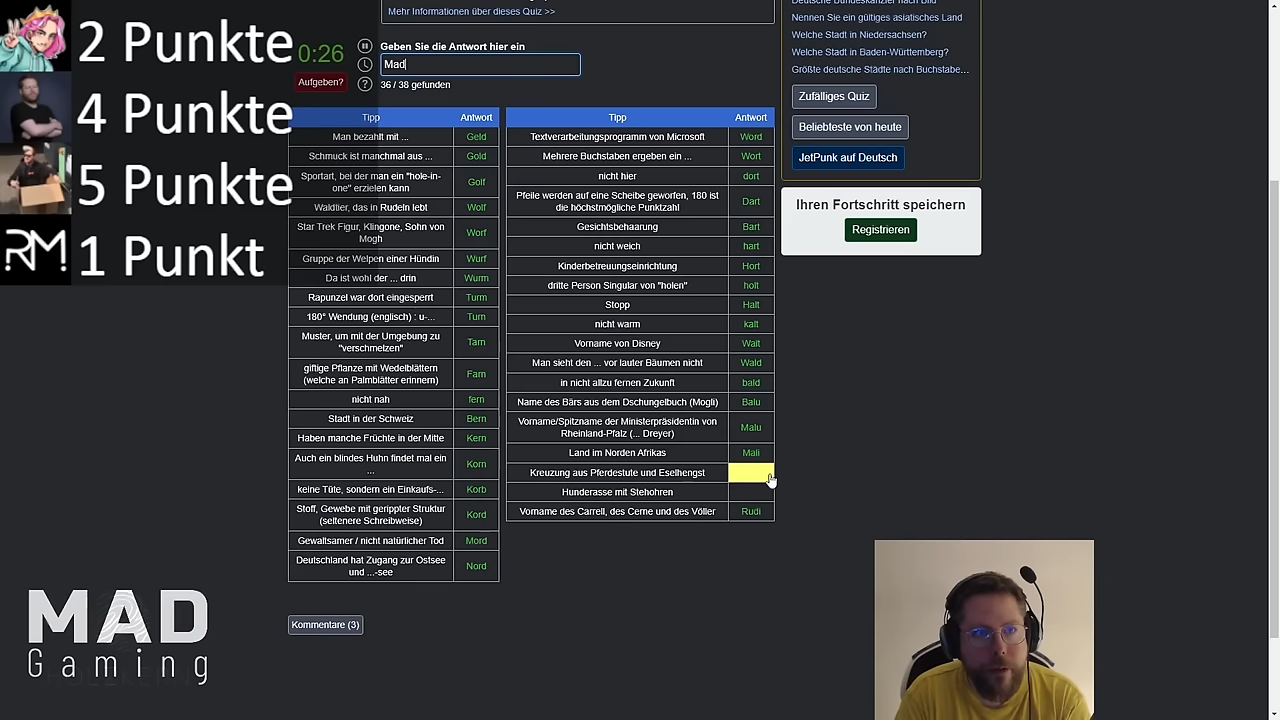 2 Punkte
4 Punkte
5 Punkte
RM! 1 Punkt
Mehr Informationen über dieses Quiz >>
0:26
Aufgeben?
Geben Sie die Antwort hier ein
Mad
36 / 38 gefunden
Tipp Antwort
Man bezahlt mit ... Geld
Schmuck ist manchmal aus ... Gold
Sportart, bei der man ein "hole-in-
one" erzielen kann Golf
Waldtier, das in Rudeln lebt Wolf
Star Trek Figur, Klingone, Sohn von
Mogh Worf
Gruppe der Welpen einer Hündin Wurf
Da ist wohl der ... drin Wurm
Rapunzel war dort eingesperrt Turm
180° Wendung (englisch) : u-... Turn
Muster, um mit der Umgebung zu
"verschmelzen" Tarn
giftige Pflanze mit Wedelblättern
(welche an Palmblätter erinnern) Farn
nicht nah fern
Stadt in der Schweiz Bern
Haben manche Früchte in der Mitte Kern
Auch ein blindes Huhn findet mal ein
... Korn
keine Tüte, sondern ein Einkaufs-... Korb
Stoff, Gewebe mit gerippter Struktur
(seltenere Schreibweise) Kord
Gewaltsamer / nicht natürlicher Tod Mord
Deutschland hat Zugang zur Ostsee
und ...-see Nord
Tipp Antwort
Textverarbeitungsprogramm von Microsoft Word
Mehrere Buchstaben ergeben ein ... Wort
nicht hier dort
Pfeile werden auf eine Scheibe geworfen, 180 ist
die höchstmögliche Punktzahl Dart
Gesichtsbehaarung Bart
nicht weich hart
Kinderbetreuungseinrichtung Hort
dritte Person Singular von "holen" holt
Stopp Halt
nicht warm kalt
Vorname von Disney Walt
Man sieht den ... vor lauter Bäumen nicht Wald
in nicht allzu fernen Zukunft bald
Name des Bärs aus dem Dschungelbuch (Mogli) Balu
Vorname/Spitzname der Ministerpräsidentin von
Rheinland-Pfalz (... Dreyer) Malu
Land im Norden Afrikas Mali
Kreuzung aus Pferdestute und Eselhengst
Hunderasse mit Stehohren
Vorname des Carrell, des Cerne und des Völler Rudi
Kommentare (3)
Deutsche Bundeskanzler nach Bild
Nennen Sie ein gültiges asiatisches Land
Welche Stadt in Niedersachsen?
Welche Stadt in Baden-Württemberg?
Größte deutsche Städte nach Buchstabe...
Zufälliges Quiz
Beliebteste von heute
JetPunk auf Deutsch
Ihren Fortschritt speichern
Registrieren
MAD
Gaming